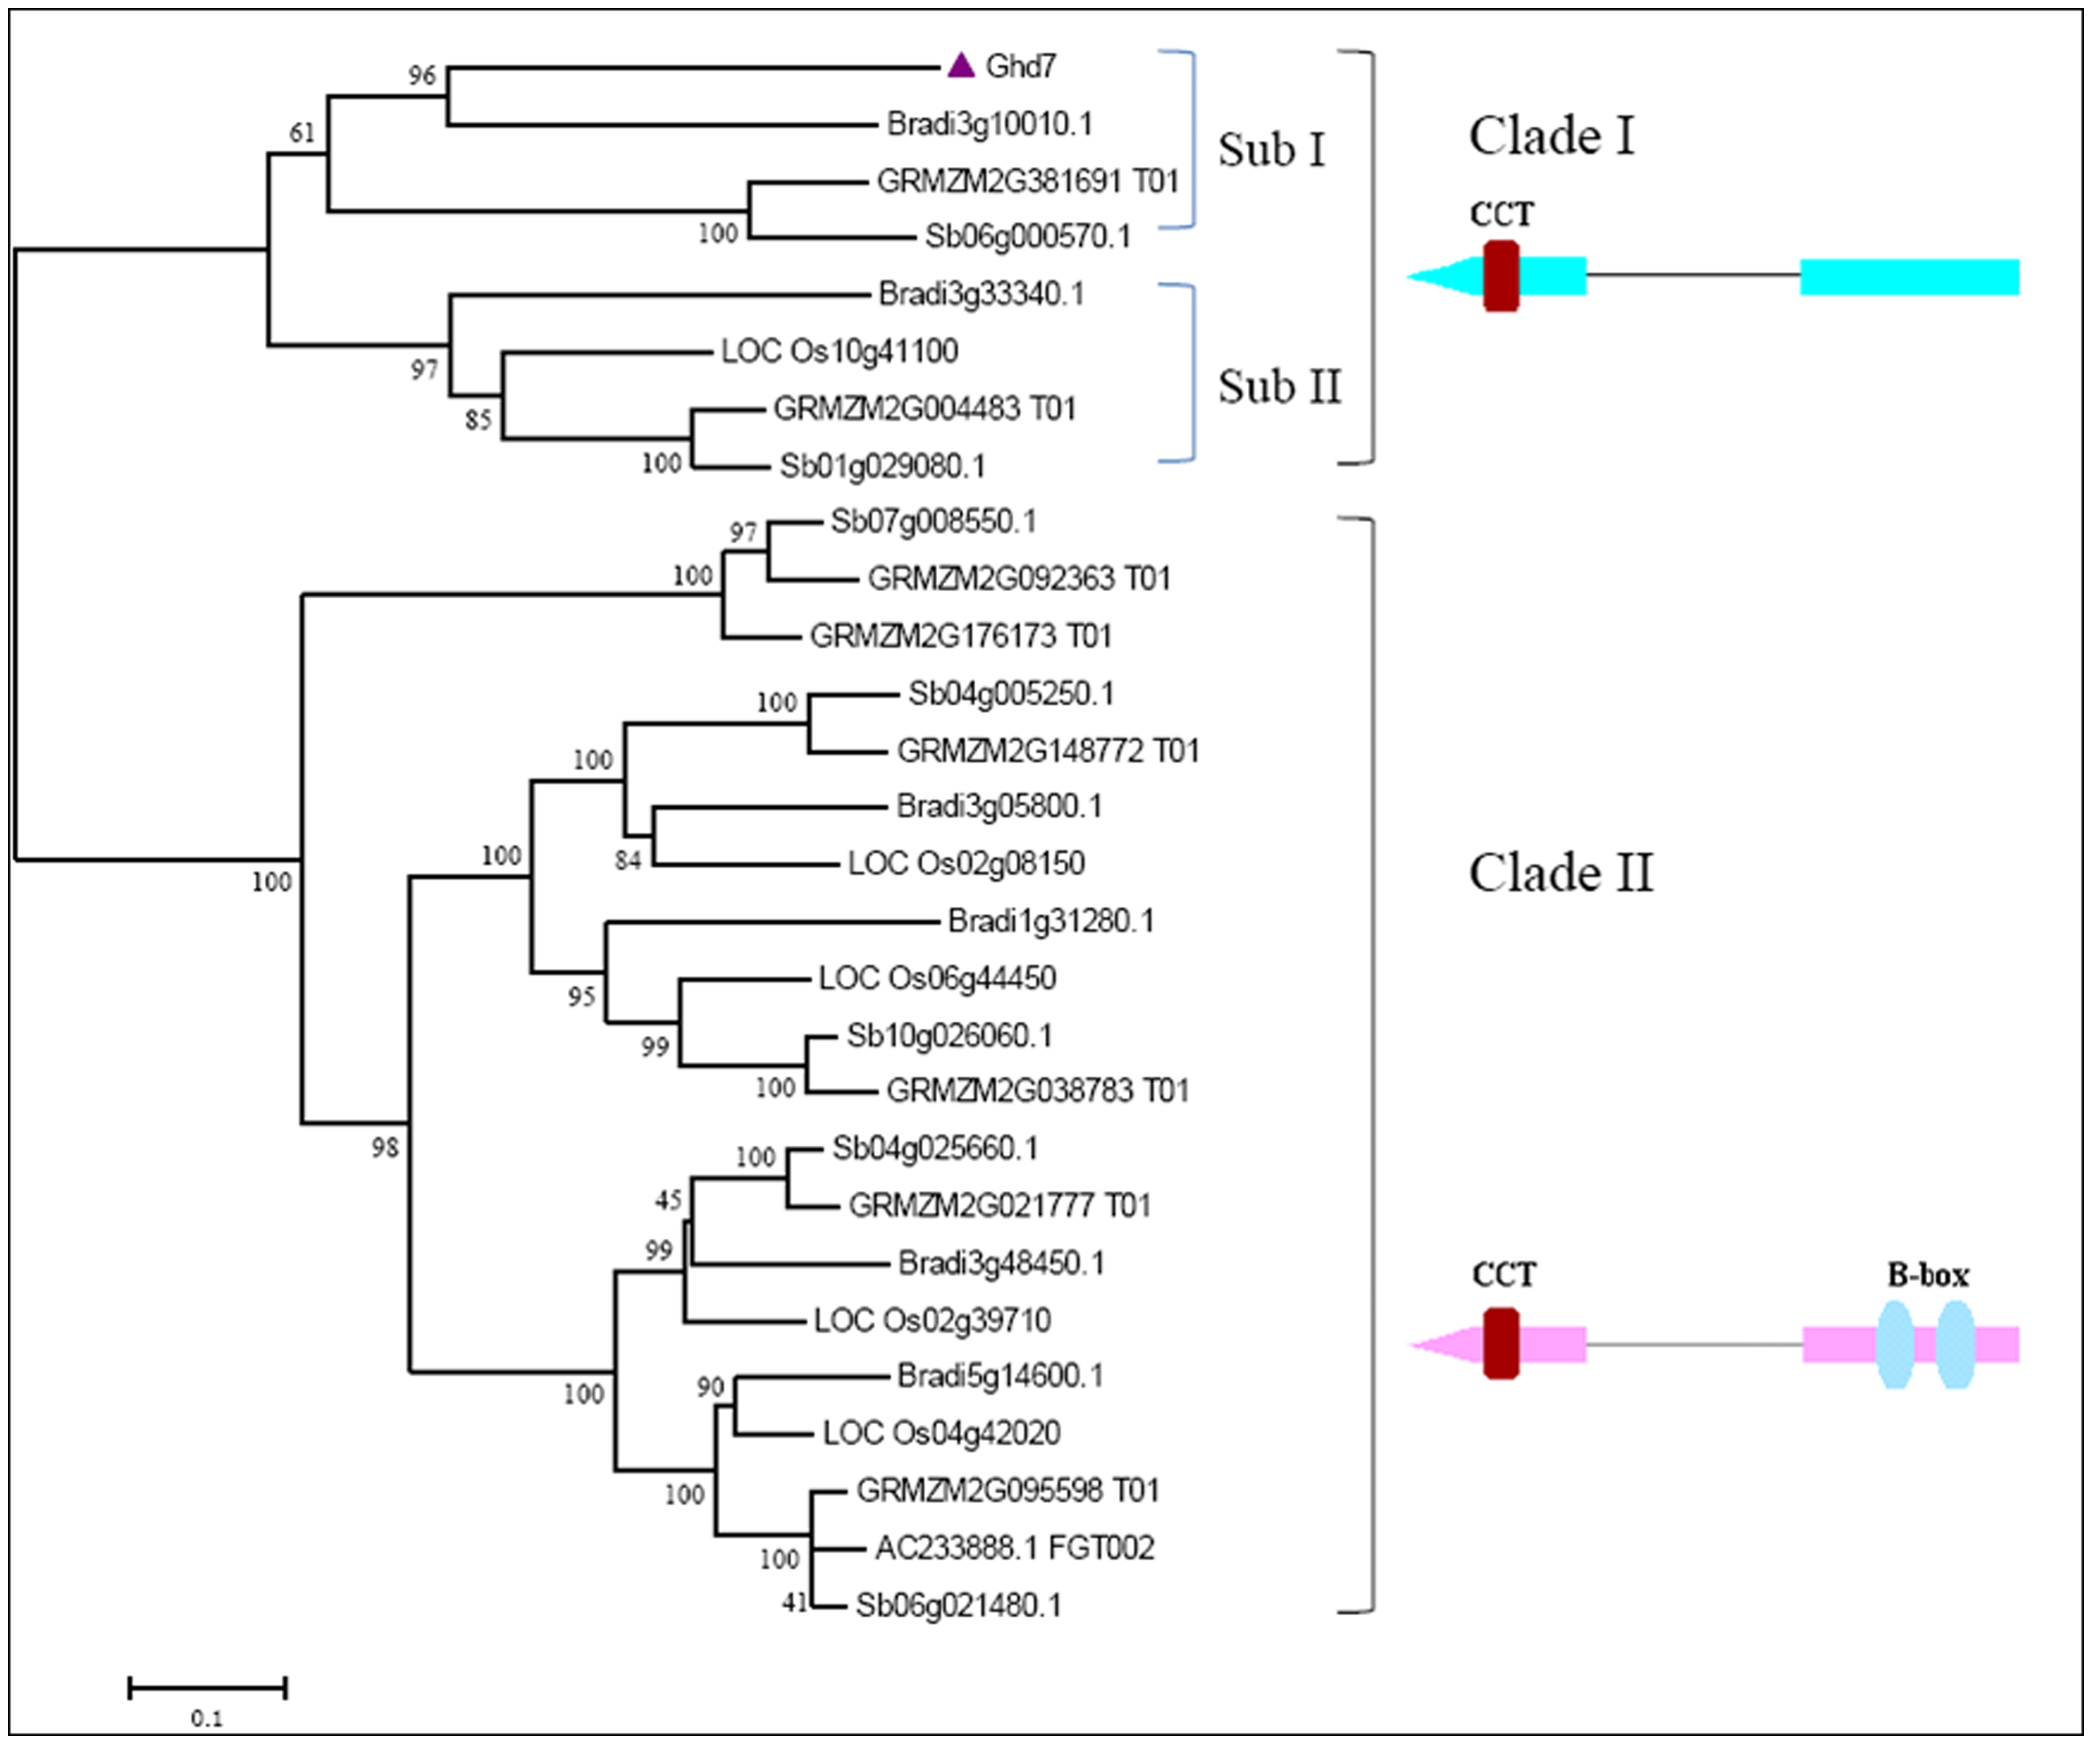 96
Ghd7
61
Bradi3g10010.1
GRMZM2G381691 T01
100
Sb06g000570.1
Sub I
Clade I
CCT
Bradi3g33340.1
97
LOC Os10g41100
85
GRMZM2G004483 T01
100
Sb01g029080.1
Sub II
97
Sb07g008550.1
100
GRMZM2G092363 T01
GRMZM2G176173 T01
100
Sb04g005250.1
GRMZM2G148772 T01
100
Bradi3g05800.1
84
LOC Os02g08150
100
Clade II
100
Bradi1g31280.1
95
LOC Os06g44450
99
Sb10g026060.1
100
GRMZM2G038783 T01
98
100
Sb04g025660.1
45
GRMZM2G021777 T01
99
Bradi3g48450.1
LOC Os02g39710
CCT
B-box
100
90
Bradi5g14600.1
LOC Os04g42020
100
GRMZM2G095598 T01
100
AC233888.1 FGT002
41
Sb06g021480.1
0.1